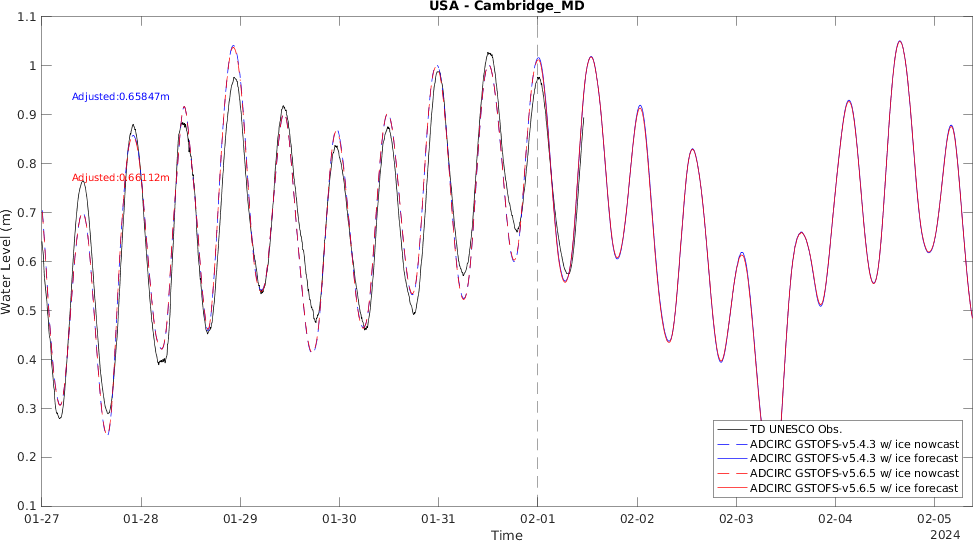 USA - Cambridge_MD
1.1
1
0.9
0.8
0.7
0.6
0.5
0.4
0.3
0.2
0.1
Water Level (m)
Adjusted:0.65847m
Adjusted:0.66112m
TD UNESCO Obs.
ADCIRC GSTOFS-v5.4.3 w/ ice nowcast
ADCIRC GSTOFS-v5.4.3 w/ ice forecast
ADCIRC GSTOFS-v5.6.5 w/ ice nowcast
ADCIRC GSTOFS-v5.6.5 w/ ice forecast
01-27 01-28 01-29 01-30 01-31 02-01 02-02 02-03 02-04 02-05
2024
Time